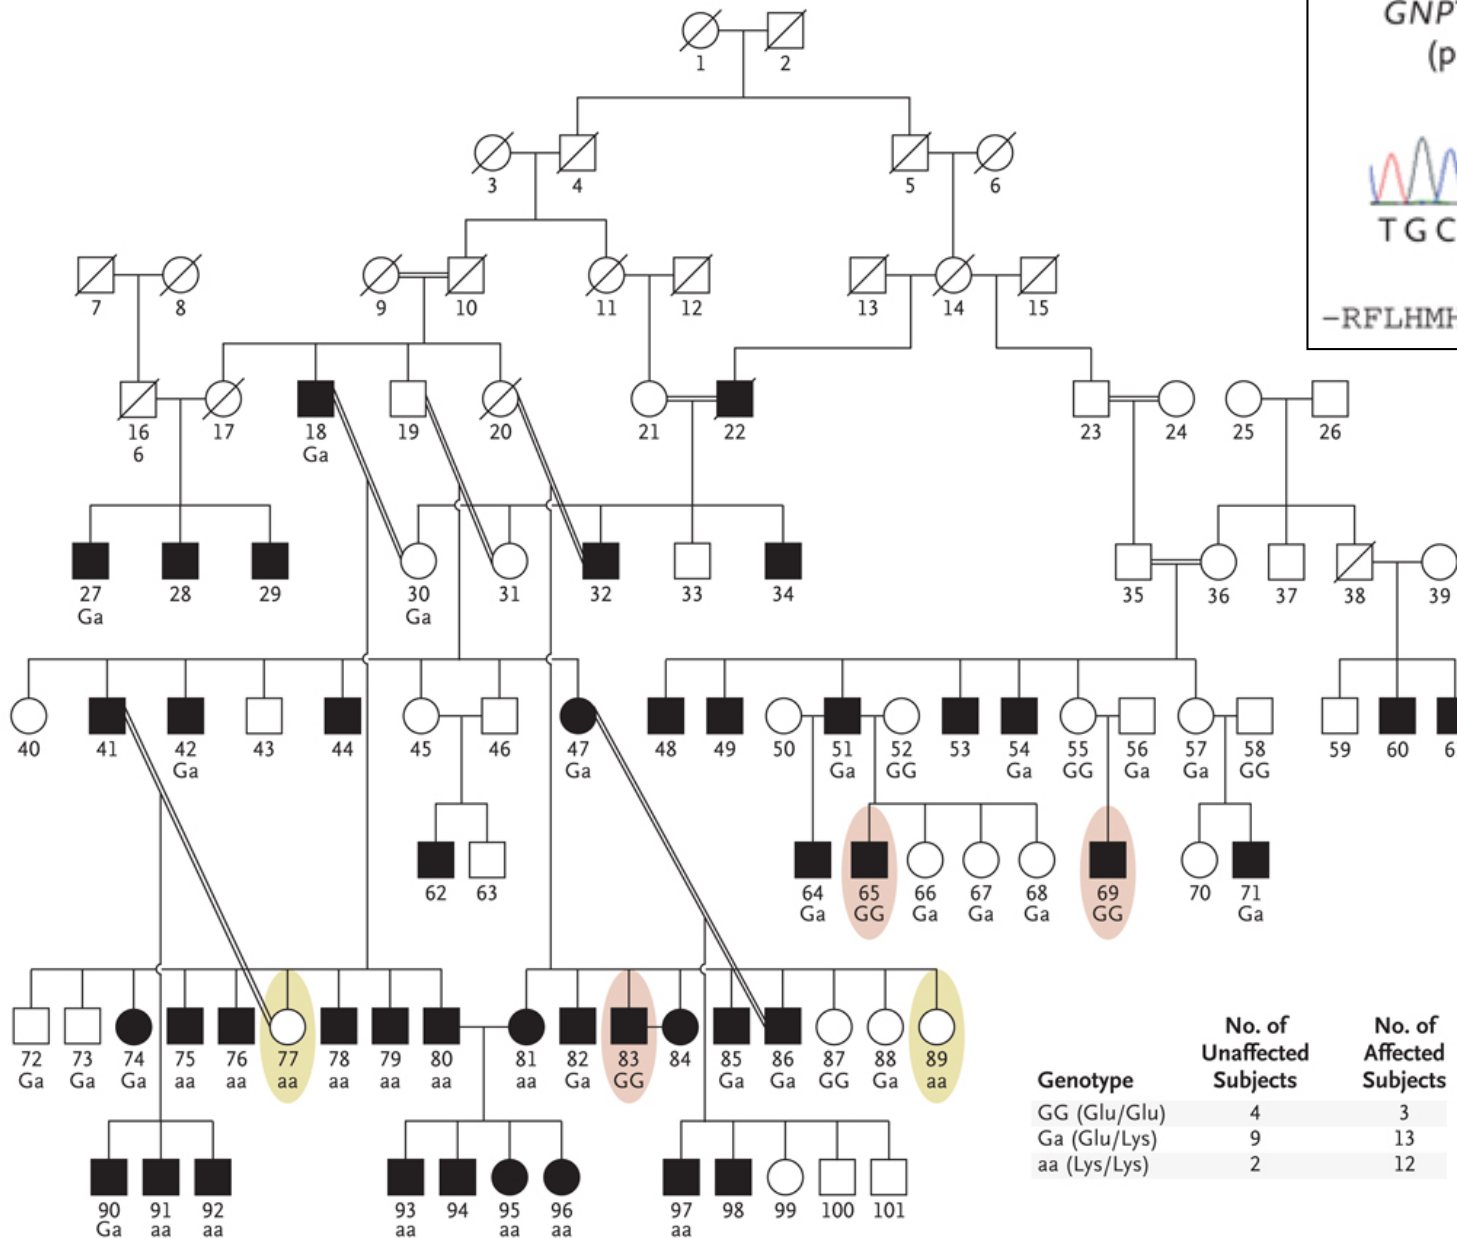 GNP
(p
TGC
-RFLHMH
1 2
3 4 5 6
7 8 9 10 11 12 13 14 15
16 17 18 19 20 21 22 23 24 25 26
6 Ga
27 28 29 30 31 32 33 34 35 36 37 38 39
Ga Ga
40 41 42 43 44 45 46 47 48 49 50 51 52 53 54 55 56 57 58 59 60 6
Ga Ga Ga GG Ga GG Ga Ga GG
62 63 64 65 66 67 68 69 70 71
Ga GG Ga Ga Ga GG Ga
72 73 74 75 76 77 78 79 80 81 82 83 84 85 86 87 88 89
Ga Ga Ga aa aa aa aa aa aa aa Ga GG Ga Ga GG Ga aa
90 91 92 93 94 95 96 97 98 99 100 101
Ga aa aa aa aa aa aa
No. of No. of
Unaffected Affected
Genotype Subjects Subjects
GG (Glu/Glu) 4 3
Ga (Glu/Lys) 9 13
aa (Lys/Lys) 2 12